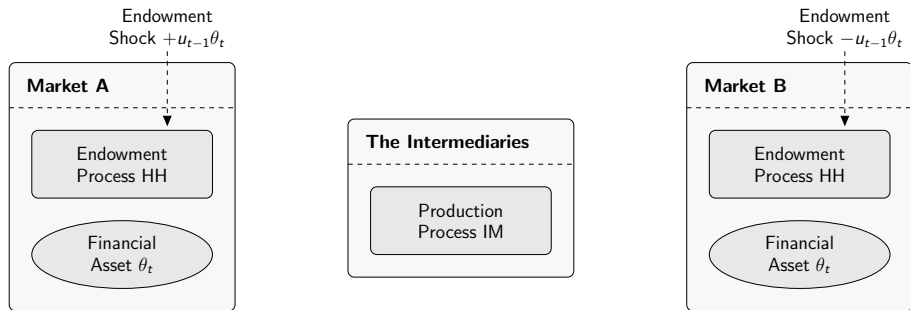 Endowment
Shock +u_{t−1}θ_t
Market A
Endowment
Process HH
Financial
Asset θ_t
The Intermediaries
Production
Process IM
Endowment
Shock −u_{t−1}θ_t
Market B
Endowment
Process HH
Financial
Asset θ_t